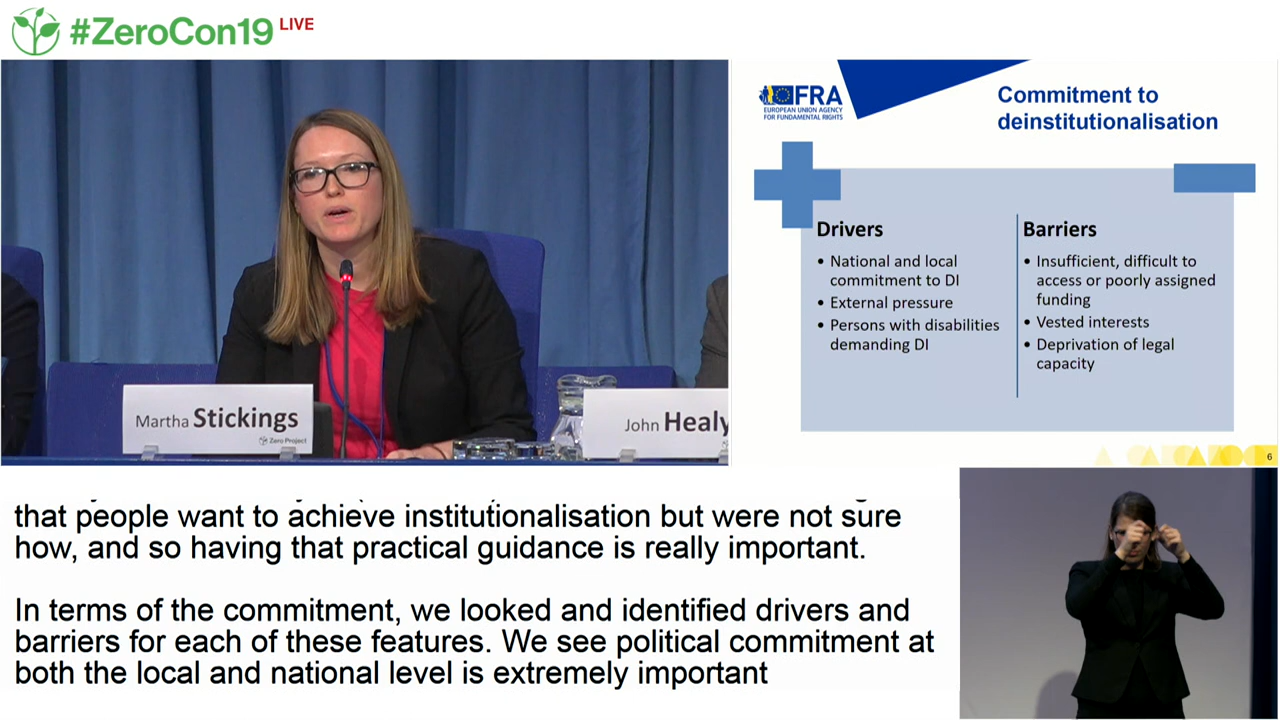 #ZeroCon19 LIVE
Martha Stickings
Zero Project
John Healy
FRA
EUROPEAN UNION AGENCY
FOR FUNDAMENTAL RIGHTS
Commitment to
deinstitutionalisation
Drivers
• National and local
commitment to DI
• External pressure
• Persons with disabilities
demanding DI
Barriers
• Insufficient, difficult to
access or poorly assigned
funding
• Vested interests
• Deprivation of legal
capacity
6
that people want to achieve institutionalisation but were not sure
how, and so having that practical guidance is really important.
In terms of the commitment, we looked and identified drivers and
barriers for each of these features. We see political commitment at
both the local and national level is extremely important